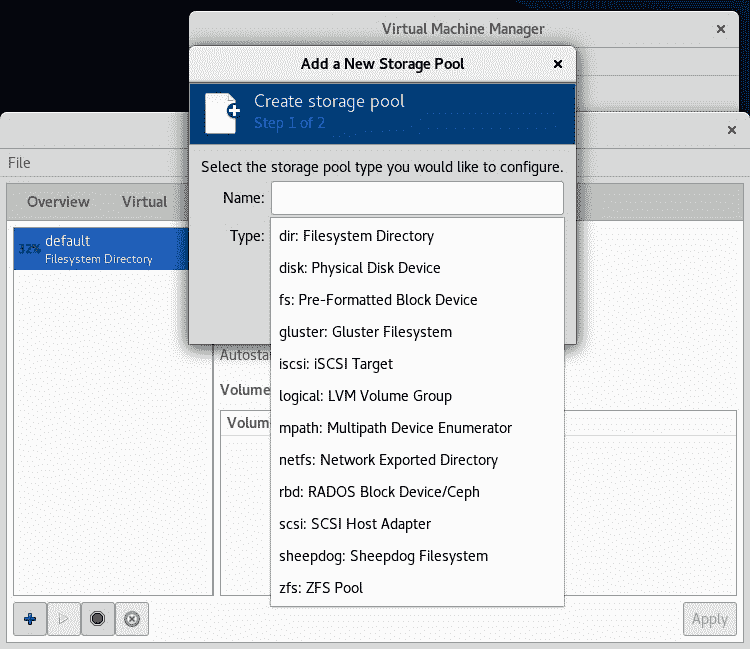 Virtual Machine Manager
Add a New Storage Pool
Create storage pool
Step 1 of 2
File
Select the storage pool type you would like to configure.
Name:
Overview
Virtual
Type:
dir: Filesystem Directory
32%
default
Filesystem Directory
disk: Physical Disk Device
fs: Pre-Formatted Block Device
gluster: Gluster Filesystem
Autosta
iscsi: iSCSI Target
Volume
logical: LVM Volume Group
Volum
mpath: Multipath Device Enumerator
netfs: Network Exported Directory
rbd: RADOS Block Device/Ceph
scsi: SCSI Host Adapter
sheepdog: Sheepdog Filesystem
zfs: ZFS Pool
Apply